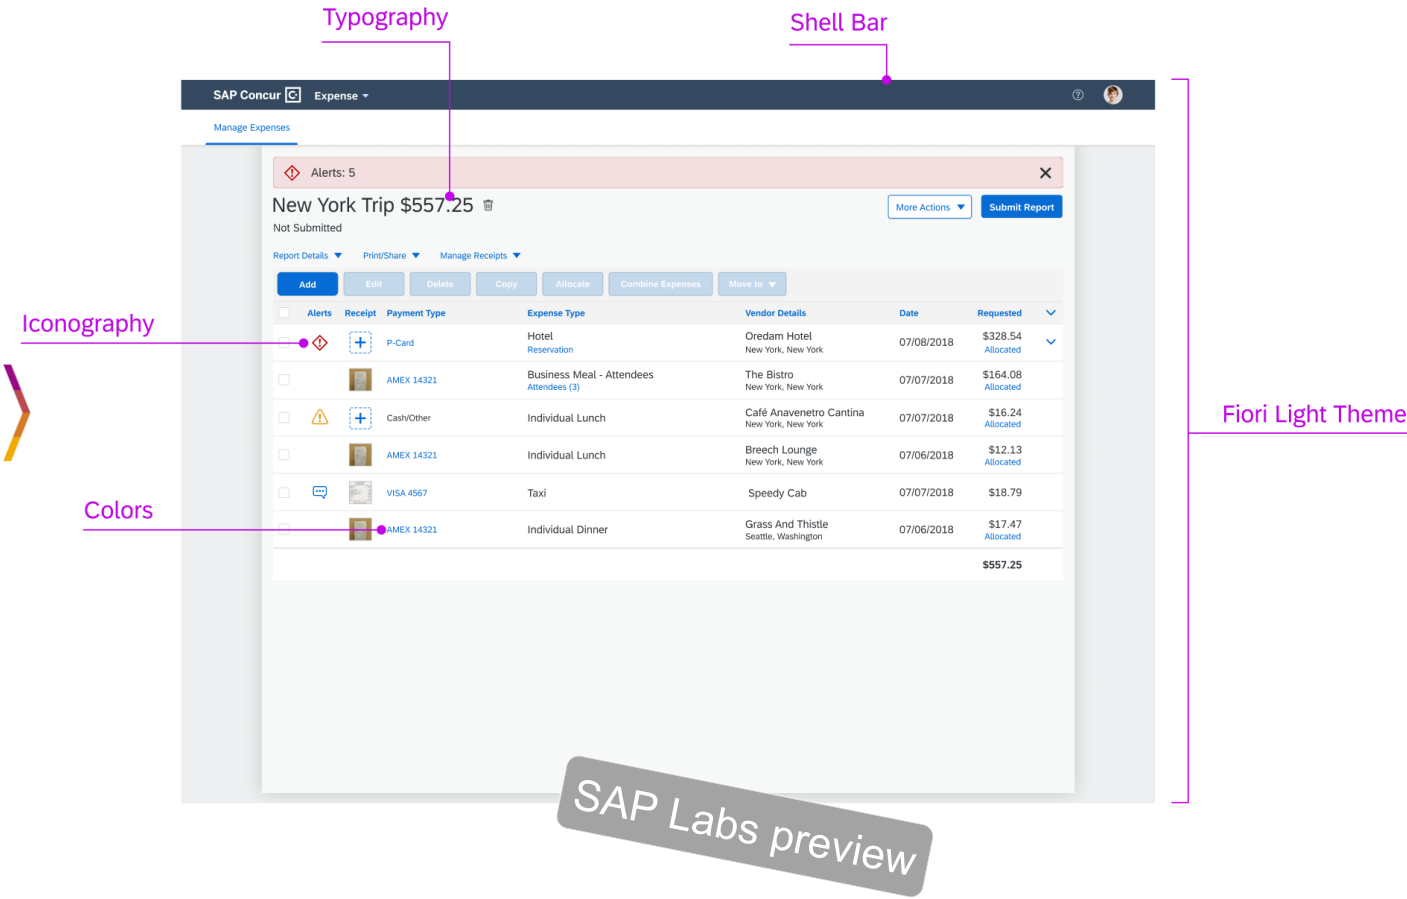 Typography
Shell Bar
SAP Concur C Expense
Manage Expenses
Alerts: 5
New York Trip $557.25
More Actions
Submit Report
Not Submitted
Report Details Print/Share Manage Receipts
Add Edit Delete Copy Allocate Combine Expenses Move to
Alerts Receipt Payment Type Expense Type Vendor Details Date Requested
Iconography
P-Card Hotel Oredam Hotel 07/08/2018 $328.54
Reservation New York, New York Allocated
AMEX 14321 Business Meal - Attendees The Bistro 07/07/2018 $164.08
Attendees (3) New York, New York Allocated
Cash/Other Individual Lunch Café Anavenetro Cantina 07/07/2018 $16.24
New York, New York Allocated
Fiori Light Theme
AMEX 14321 Individual Lunch Breech Lounge 07/06/2018 $12.13
New York, New York Allocated
VISA 4567 Taxi Speedy Cab 07/07/2018 $18.79
Colors
AMEX 14321 Individual Dinner Grass And Thistle 07/06/2018 $17.47
Seattle, Washington Allocated
$557.25
SAP Labs preview